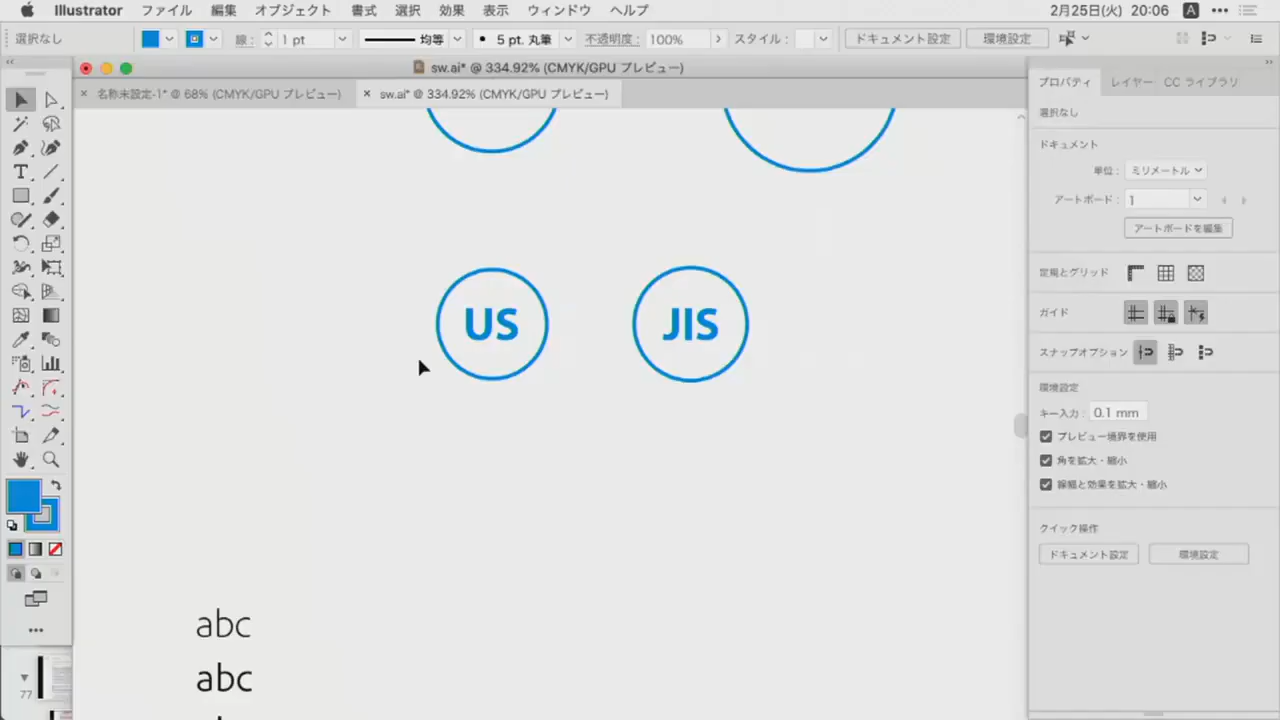 Illustrator ファイル 編集 オブジェクト 書式 選択 効果 表示 ウィンドウ ヘルプ 2月25日(火) 20:06 A
選択なし 線: 1 pt 均等 5 pt. 丸筆 不透明度: 100% スタイル: ドキュメント設定 環境設定
sw.ai* @ 334.92% (CMYK/GPU プレビュー)
名称未設定-1* @ 68% (CMYK/GPU プレビュー) sw.ai* @ 334.92% (CMYK/GPU プレビュー)
プロパティ レイヤー CC ライブラリ
選択なし
ドキュメント
単位: ミリメートル
アートボード: 1
アートボードを編集
定規とグリッド
ガイド
スナップオプション
環境設定
キー入力: 0.1 mm
プレビュー境界を使用
角を拡大・縮小
線幅と効果を拡大・縮小
クイック操作
ドキュメント設定 環境設定
US JIS
abc
abc
77